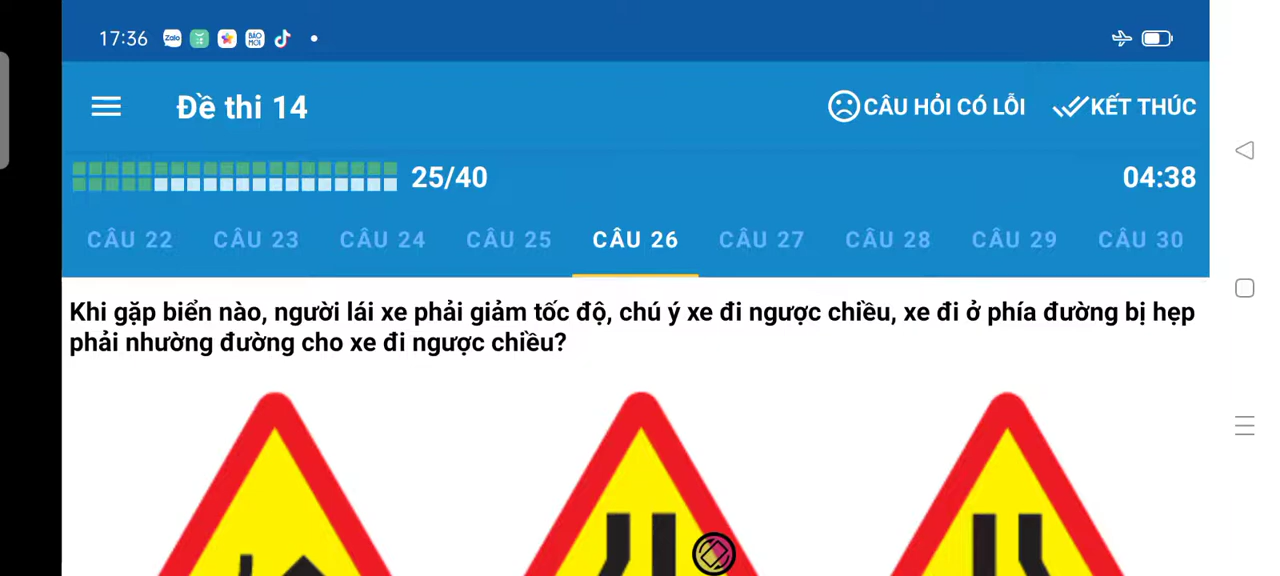 17:36 Zalo BÁO MỚI
Đề thi 14 CÂU HỎI CÓ LỖI KẾT THÚC
25/40 04:38
CÂU 22 CÂU 23 CÂU 24 CÂU 25 CÂU 26 CÂU 27 CÂU 28 CÂU 29 CÂU 30
Khi gặp biển nào, người lái xe phải giảm tốc độ, chú ý xe đi ngược chiều, xe đi ở phía đường bị hẹp
phải nhường đường cho xe đi ngược chiều?